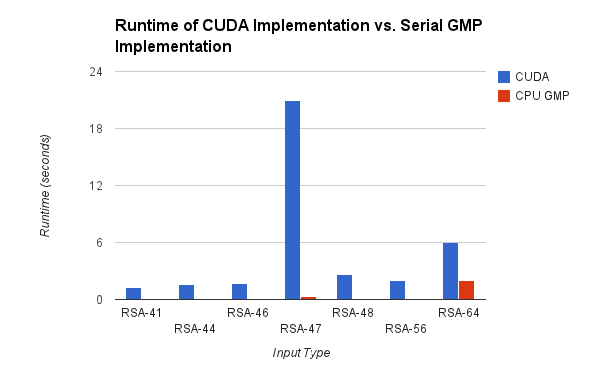 Runtime of CUDA Implementation vs. Serial GMP
Implementation
24
18
12
6
0
Runtime (seconds)
CUDA
CPU GMP
RSA-41
RSA-44
RSA-46
RSA-47
RSA-48
RSA-56
RSA-64
Input Type